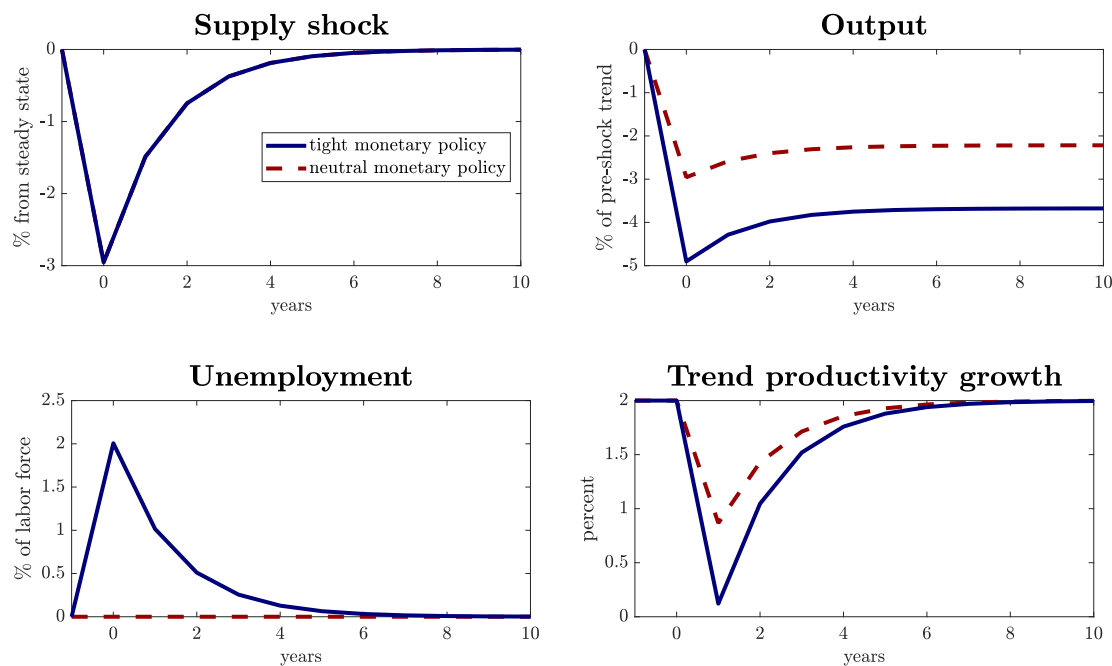 Supply shock
0
-1
-2
-3
% from steady state
tight monetary policy
neutral monetary policy
0 2 4 6 8 10
years
Output
0
-1
-2
-3
-4
-5
% of pre-shock trend
0 2 4 6 8 10
years
Unemployment
2.5
2
1.5
1
0.5
0
% of labor force
0 2 4 6 8 10
years
Trend productivity growth
2
1.5
1
0.5
0
percent
0 2 4 6 8 10
years